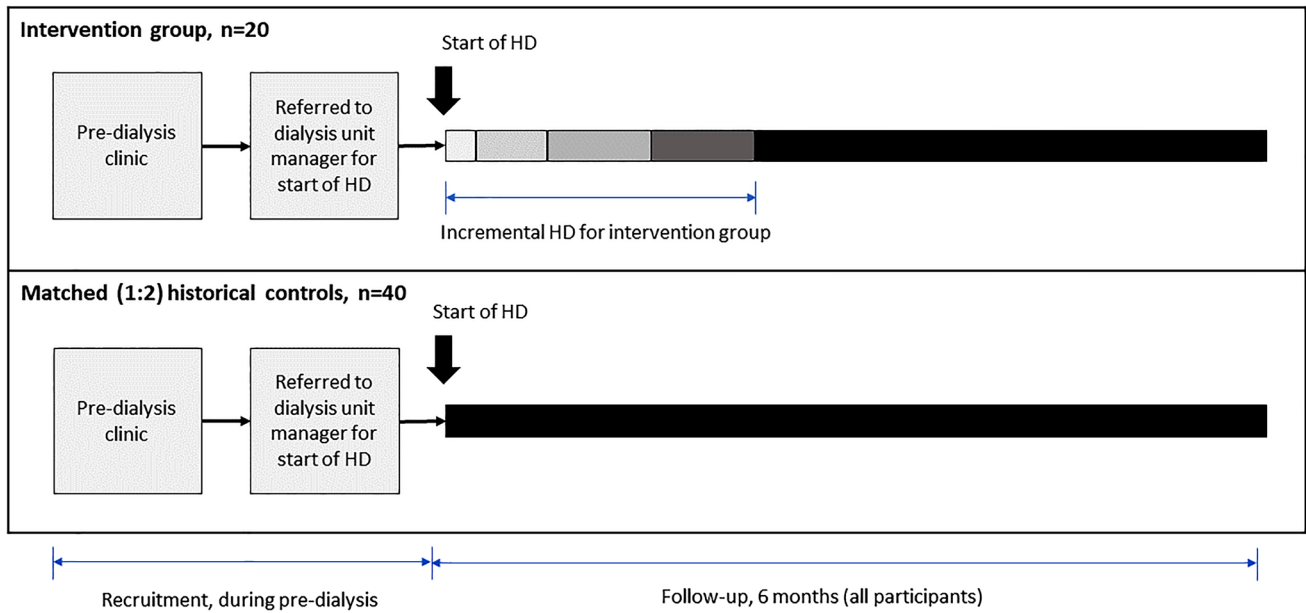 Intervention group, n=20
Start of HD
Pre-dialysis
clinic
Referred to
dialysis unit
manager for
start of HD
Incremental HD for intervention group
Matched (1:2) historical controls, n=40
Start of HD
Pre-dialysis
clinic
Referred to
dialysis unit
manager for
start of HD
Recruitment, during pre-dialysis
Follow-up, 6 months (all participants)